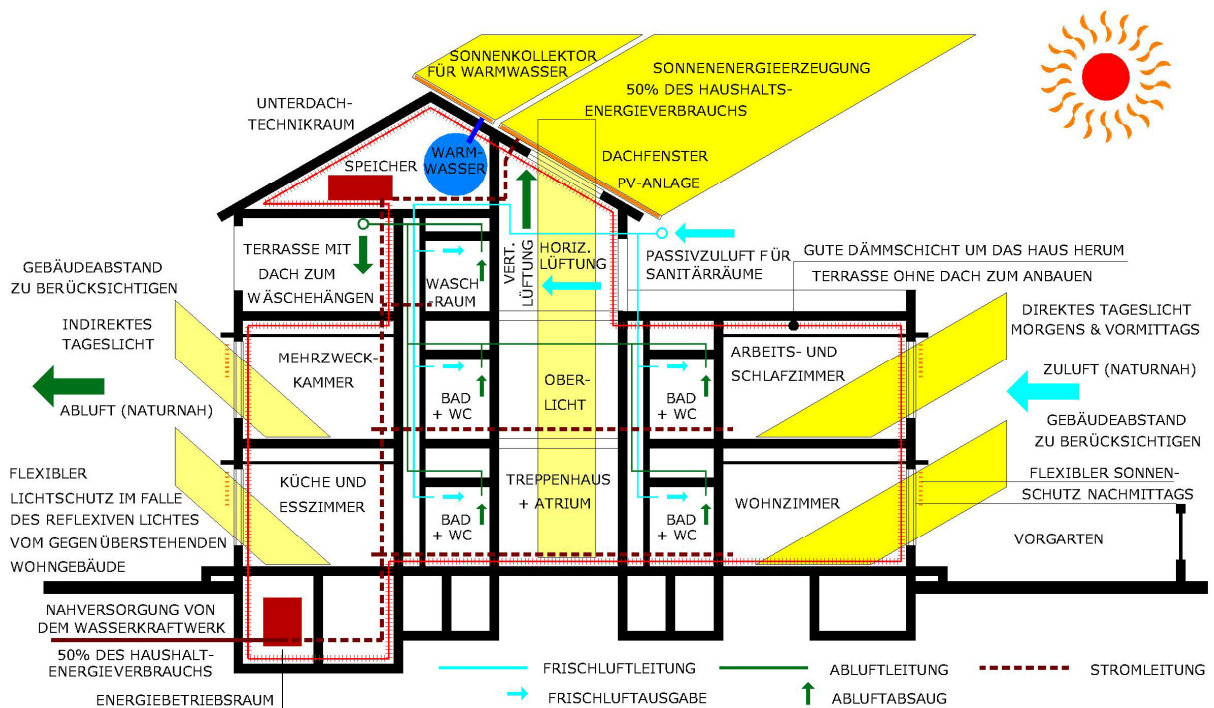 SONNENKOLLEKTOR
FÜR WARMWASSER
SONNENENERGIEERZEUGUNG
50% DES HAUSHALTS-
ENERGIEVERBRAUCHS
UNTERDACH-
TECHNIKRAUM
SPEICHER
WARM-
WASSER
DACHFENSTER
PV-ANLAGE
TERRASSE MIT
DACH ZUM
WÄSCHEHÄNGEN
WASCH
-RAUM
VERT.
LÜFTUNG
HORIZ.
LÜFTUNG
PASSIVZULUFT FÜR
SANITÄRRÄUME
GUTE DÄMMSCHICHT UM DAS HAUS HERUM
TERRASSE OHNE DACH ZUM ANBAUEN
GEBÄUDEABSTAND
ZU BERÜCKSICHTIGEN
INDIREKTES
TAGESLICHT
ABLUFT (NATURNAH)
MEHRZWECK-
KAMMER
BAD
+ WC
OBER-
LICHT
BAD
+ WC
ARBEITS- UND
SCHLAFZIMMER
DIREKTES TAGESLICHT
MORGENS & VORMITTAGS
ZULUFT (NATURNAH)
GEBÄUDEABSTAND
ZU BERÜCKSICHTIGEN
FLEXIBLER
LICHTSCHUTZ IM FALLE
DES REFLEXIVEN LICHTES
VOM GEGENÜBERSTEHENDEN
WOHNGEBÄUDE
KÜCHE UND
ESSZIMMER
BAD
+ WC
TREPPENHAUS
+ ATRIUM
BAD
+ WC
WOHNZIMMER
FLEXIBLER SONNEN-
SCHUTZ NACHMITTAGS
VORGARTEN
NAHVERSORGUNG VON
DEM WASSERKRAFTWERK
50% DES HAUSHALT-
ENERGIEVERBRAUCHS
ENERGIEBETRIEBSRAUM
FRISCHLUFTLEITUNG
FRISCHLUFTAUSGABE
ABLUFTLEITUNG
ABLUFTABSAUG
STROMLEITUNG